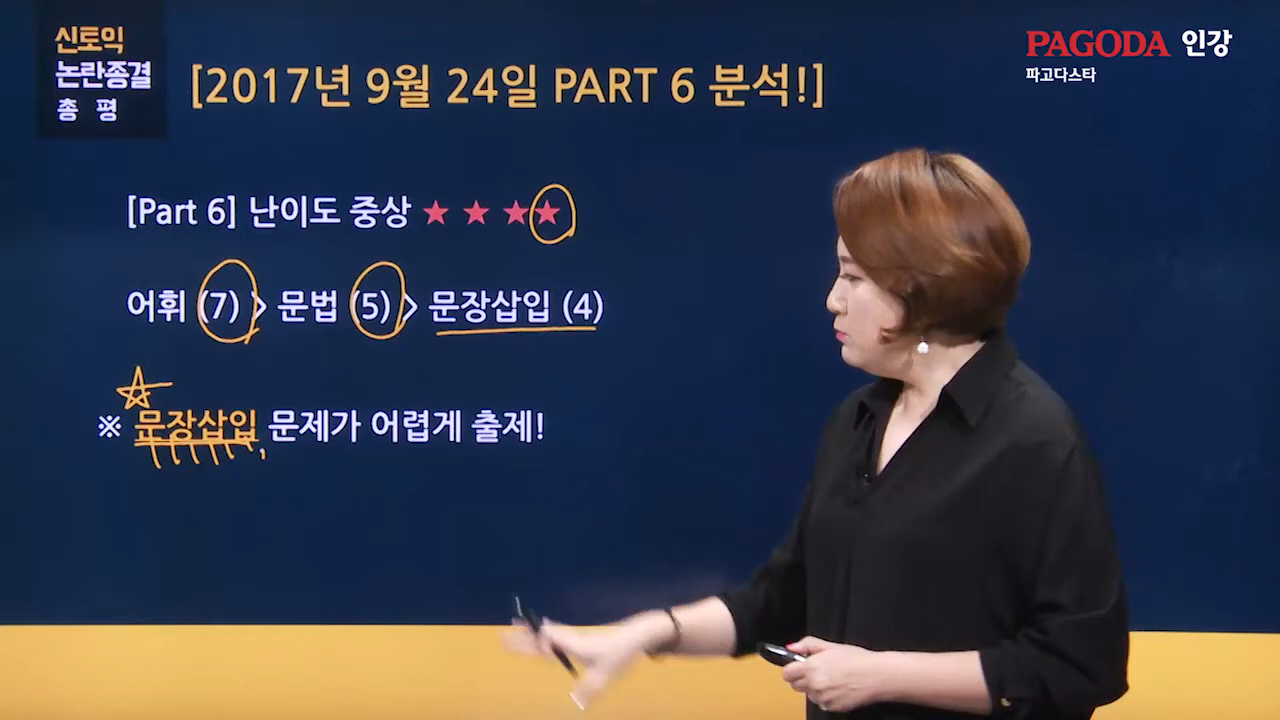 신토익
논란종결
총 평
[2017년 9월 24일 PART 6 분석!]
PAGODA 인강
파고다스타
[Part 6] 난이도 중상 ★ ★ ★ ★
어휘 (7) > 문법 (5) > 문장삽입 (4)
※ 문장삽입 문제가 어렵게 출제!